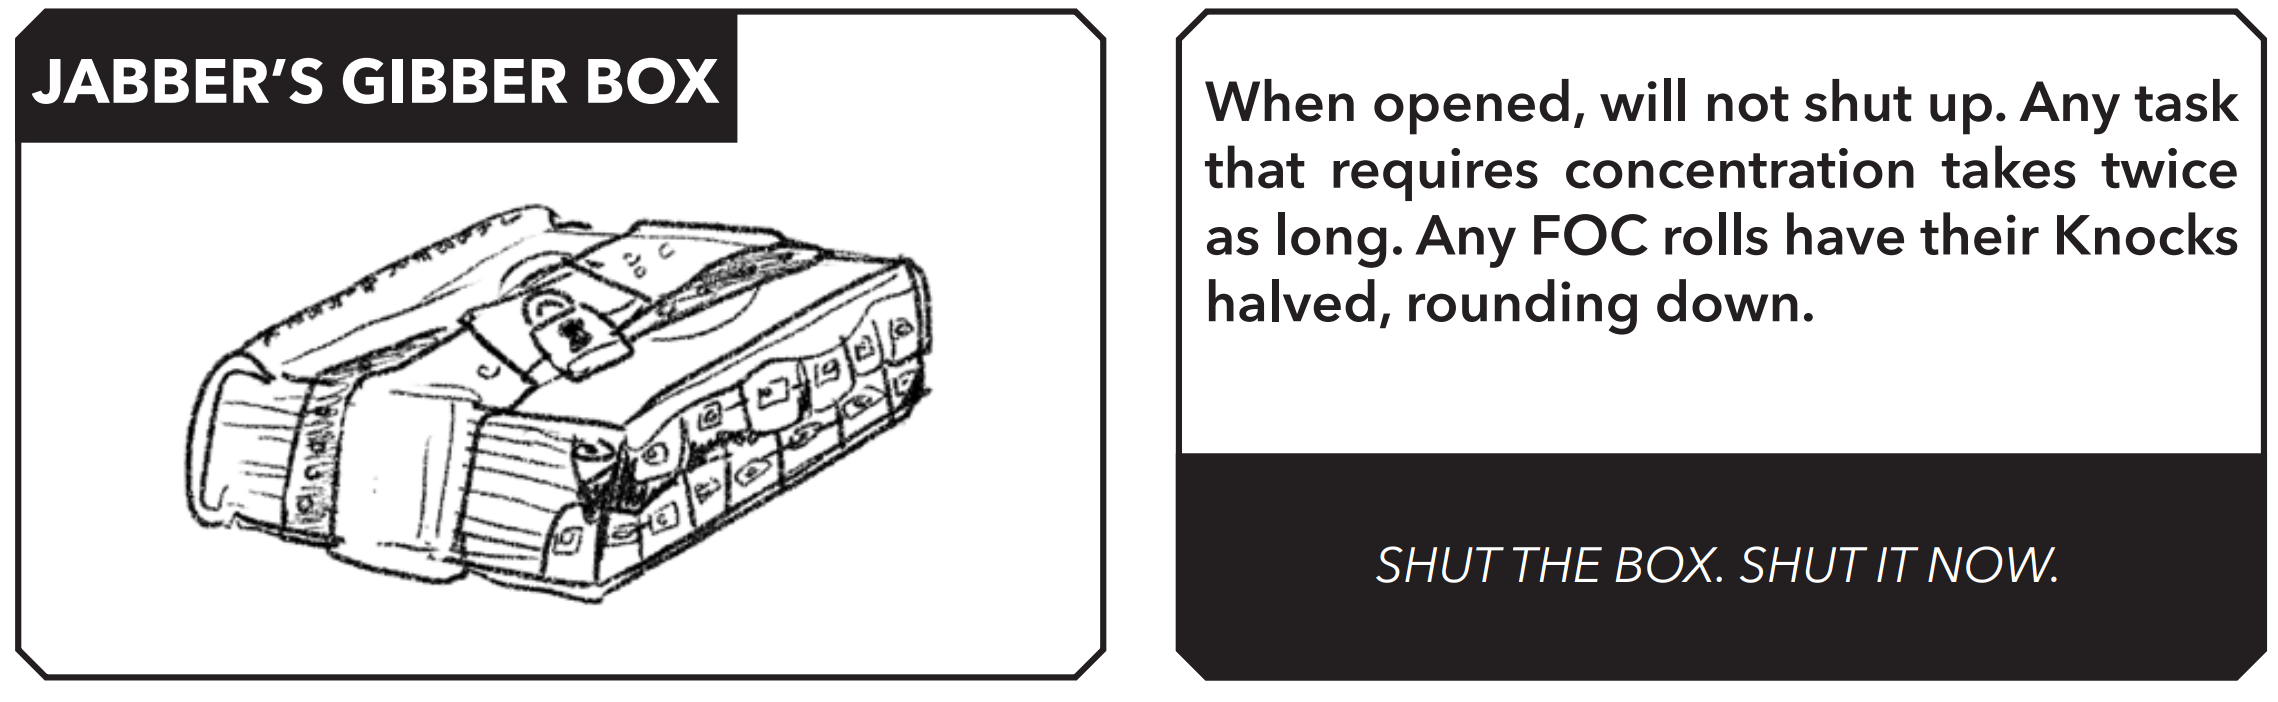 JABBER'S GIBBER BOX
When opened, will not shut up. Any task
that requires concentration takes twice
as long. Any FOC rolls have their Knocks
halved, rounding down.
SHUT THE BOX. SHUT IT NOW.